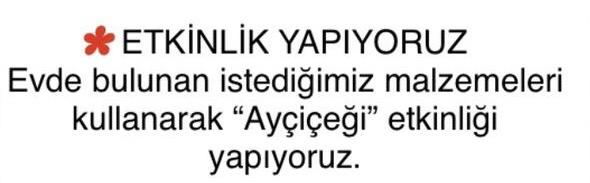 ETKİNLİK YAPIYORUZ
Evde bulunan istediğimiz malzemeleri
kullanarak “Ayçiçeği” etkinliği
yapıyoruz.